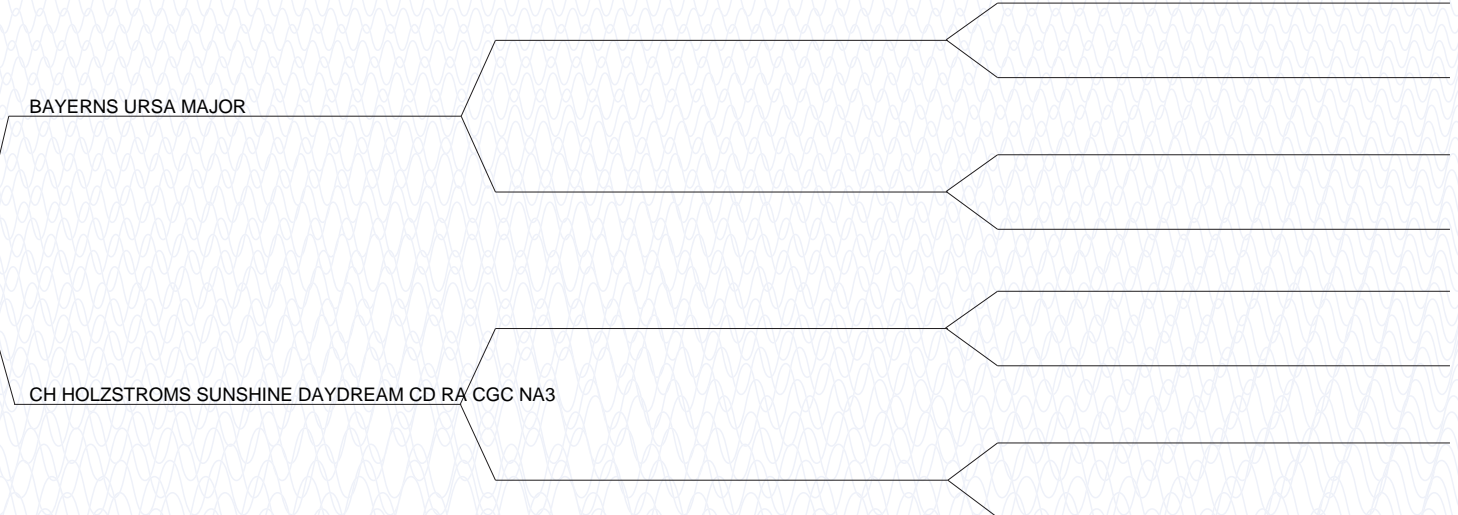 BAYERNS URSA MAJOR
CH HOLZSTROMS SUNSHINE DAYDREAM CD RA CGC NA3